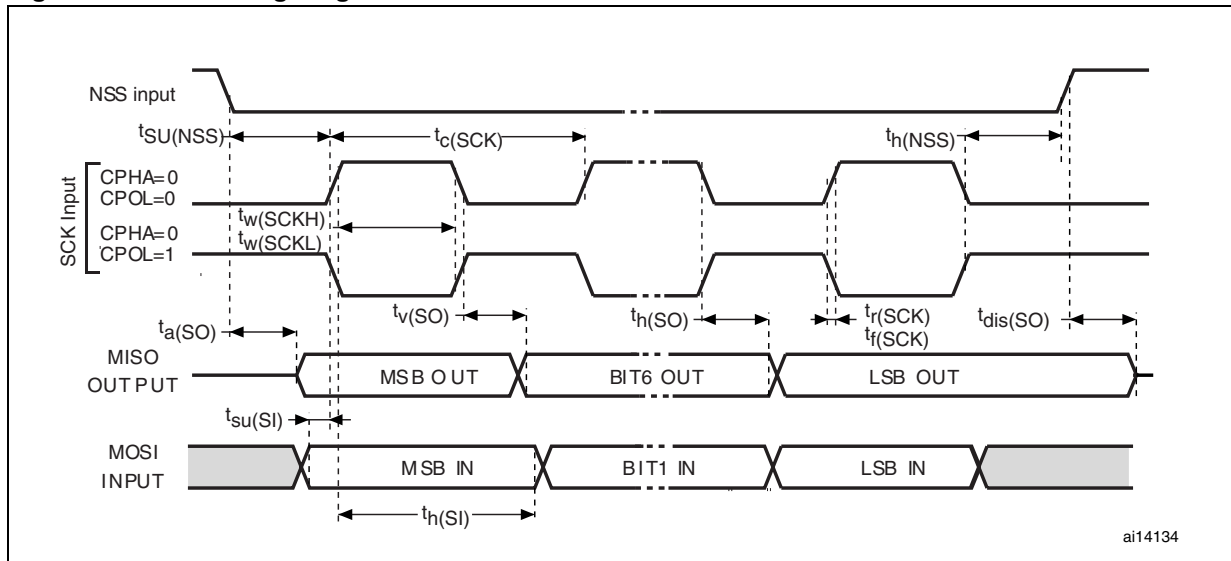 NSS input
tSU(NSS)
tc(SCK)
th(NSS)
SCK Input
CPHA=0
CPOL=0
tw(SCKH)
CPHA=0
tw(SCKL)
CPOL=1
tv(SO)
ta(SO)
th(SO)
tr(SCK)
tf(SCK)
tdis(SO)
MISO
OUTPUT
MSB OUT
BIT6 OUT
LSB OUT
tsu(SI)
MOSI
INPUT
MSB IN
BIT1 IN
LSB IN
th(SI)
ai14134